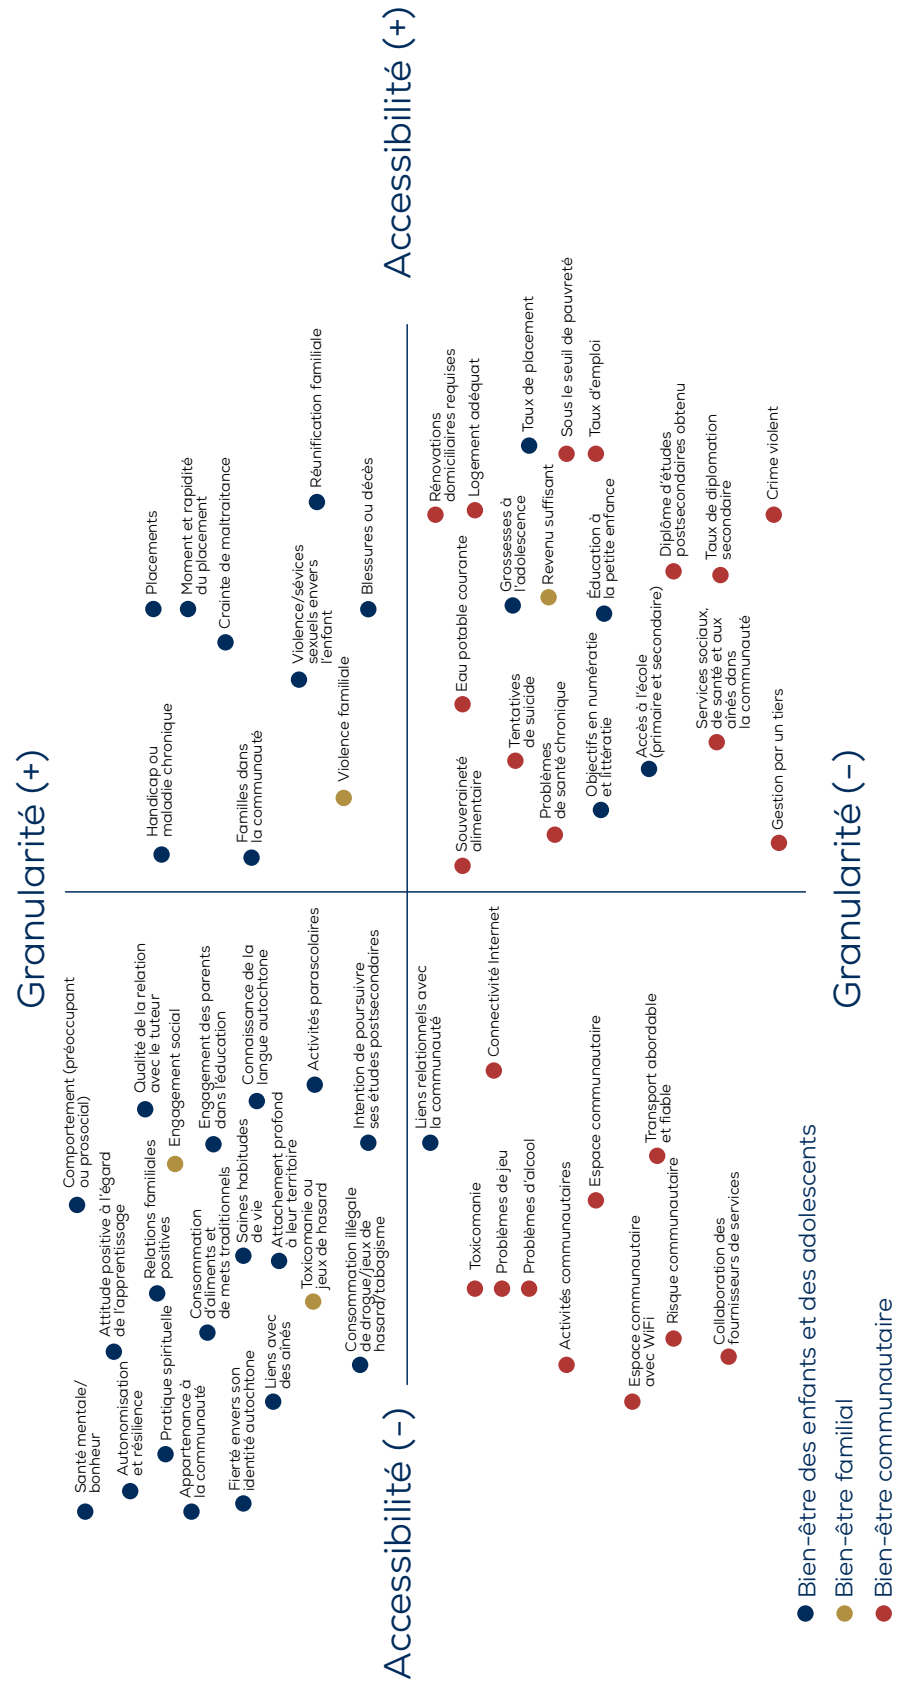 Granularité (+)
Santé mentale/
bonheur
Comportement (préoccupant
ou prosocial)
Attitude positive à l'égard
de l'apprentissage
Autonomisation
et résilience
Qualité de la relation
avec le tuteur
Relations familiales
positives
Pratique spirituelle
Engagement social
Appartenance à
la communauté
Consommation
d'aliments et
de mets traditionnels
Engagement des parents
dans l'éducation
Fierté envers son
identité autochtone
Saines habitudes
de vie
Connaissance de la
langue autochtone
Liens avec
des aînés
Attachement profond
à leur territoire
Toxicomanie ou
jeux de hasard
Activités parascolaires
Consommation illégale
de drogue/jeux de
hasard/tabagisme
Intention de poursuivre
ses études postsecondaires
Handicap ou
maladie chronique
Placements
Moment et rapidité
du placement
Crainte de maltraitance
Familles dans
la communauté
Violence/sévices
sexuels envers
l'enfant
Réunification familiale
Violence familiale
Blessures ou décès
Accessibilité (–)
Accessibilité (+)
Liens relationnels avec
la communauté
Toxicomanie
Connectivité Internet
Problèmes de jeu
Problèmes d'alcool
Activités communautaires
Espace communautaire
Espace communautaire
avec WiFi
Transport abordable
et fiable
Risque communautaire
Collaboration des
fournisseurs de services
Rénovations
domiciliaires requises
Logement adéquat
Souveraineté
alimentaire
Eau potable courante
Grossesses à
l'adolescence
Tentatives
de suicide
Taux de placement
Revenu suffisant
Problèmes
de santé chronique
Sous le seuil de pauvreté
Taux d'emploi
Objectifs en numératie
et littératie
Éducation à
la petite enfance
Accès à l'école
(primaire et secondaire)
Diplôme d'études
postsecondaires obtenu
Services sociaux,
de santé et aux
aînés dans
la communauté
Taux de diplomation
secondaire
Crime violent
Gestion par un tiers
Granularité (–)
Bien-être des enfants et des adolescents
Bien-être familial
Bien-être communautaire